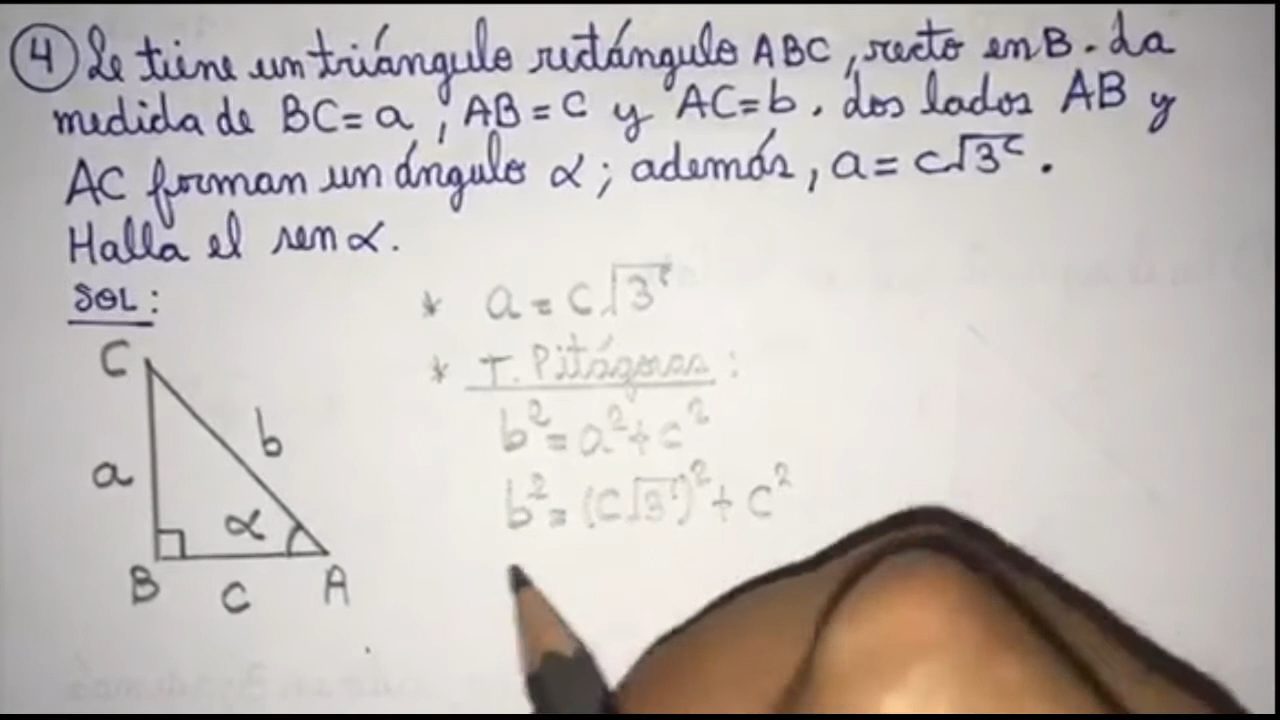 4 Se tiene un triángulo rectángulo ABC, recto en B. La
medida de BC = a ; AB = c y AC = b. Los lados AB y
AC forman un ángulo α ; además, a = c√3.
Halla el sen α.
SOL:
* a = c√3
* T. Pitágoras:
b² = a² + c²
b² = (c√3)² + c²
C
b
a
α
B
c
A